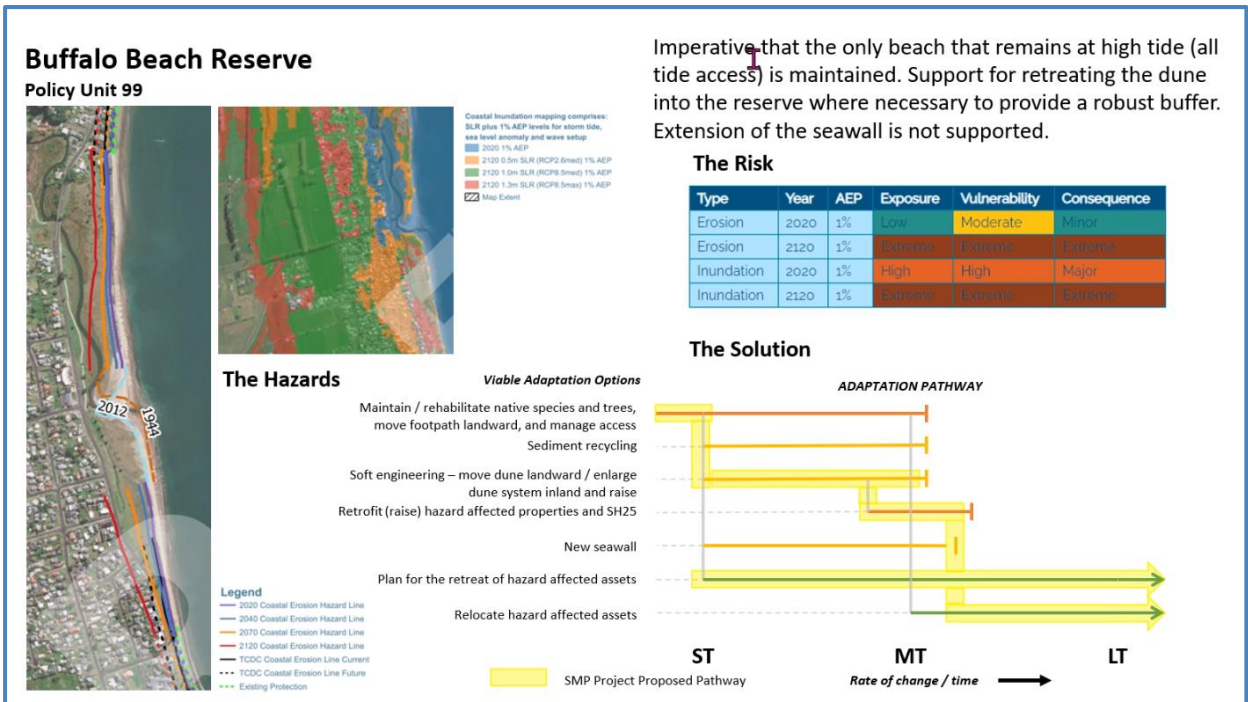 Buffalo Beach Reserve
Policy Unit 99
Imperative that the only beach that remains at high tide (all
tide access) is maintained. Support for retreating the dune
into the reserve where necessary to provide a robust buffer.
Extension of the seawall is not supported.
2012
1944
Coastal Inundation mapping comprises:
SLR plus 1% AEP levels for storm tide,
sea level anomaly and wave setup
2020 1% AEP
2120 0.5m SLR (RCP2.6med) 1% AEP
2120 1.0m SLR (RCP8.5med) 1% AEP
2120 1.3m SLR (RCP8.5max) 1% AEP
Map Extent
The Risk
Type Year AEP Exposure Vulnerability Consequence
Erosion 2020 1% Low Moderate Minor
Erosion 2120 1% Extreme Extreme Extreme
Inundation 2020 1% High High Major
Inundation 2120 1% Extreme Extreme Extreme
The Hazards
The Solution
Viable Adaptation Options
ADAPTATION PATHWAY
Maintain / rehabilitate native species and trees,
move footpath landward, and manage access
Sediment recycling
Soft engineering – move dune landward / enlarge
dune system inland and raise
Retrofit (raise) hazard affected properties and SH25
New seawall
Plan for the retreat of hazard affected assets
Relocate hazard affected assets
Legend
2020 Coastal Erosion Hazard Line
2040 Coastal Erosion Hazard Line
2070 Coastal Erosion Hazard Line
2120 Coastal Erosion Hazard Line
TCDC Coastal Erosion Line Current
TCDC Coastal Erosion Line Future
Existing Protection
ST MT LT
SMP Project Proposed Pathway
Rate of change / time